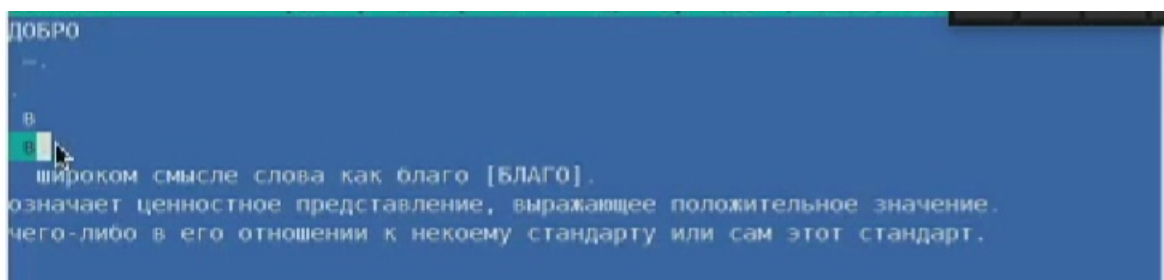 ДОБРО
–.
.
в
в
широком смысле слова как благо [БЛАГО].
означает ценностное представление, выражающее положительное значение.
чего-либо в его отношении к некоему стандарту или сам этот стандарт.